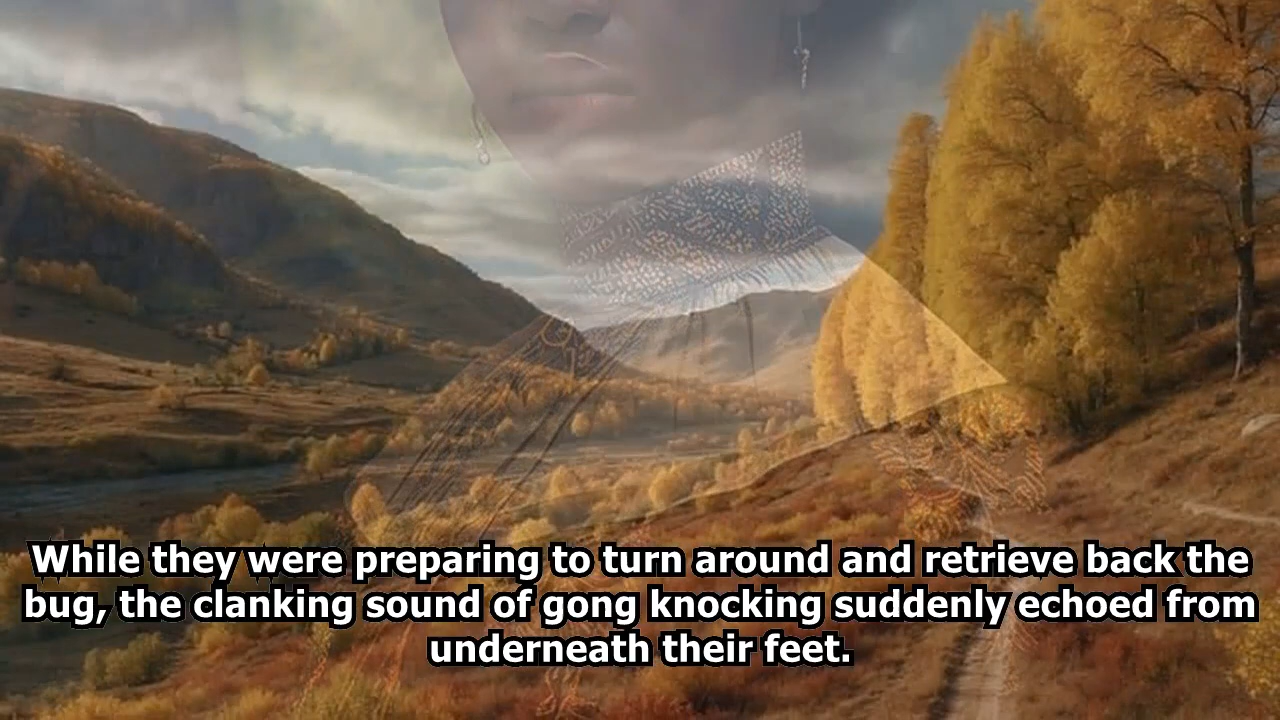 While they were preparing to turn around and retrieve back the
bug, the clanking sound of gong knocking suddenly echoed from
underneath their feet.